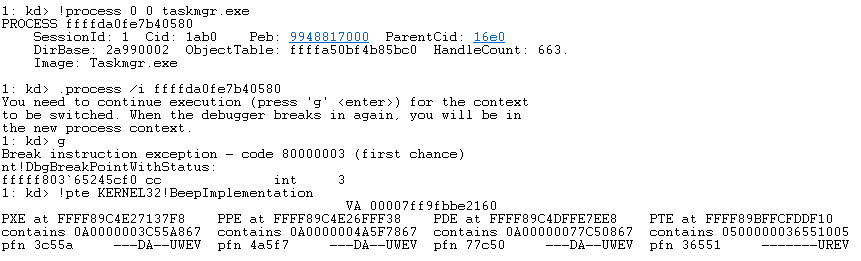 1: kd> !process 0 0 taskmgr.exe
PROCESS ffffda0fe7b40580
    SessionId: 1  Cid: 1ab0    Peb: 9948817000  ParentCid: 16e0
    DirBase: 2a990002  ObjectTable: ffffa50bf4b85bc0  HandleCount: 663.
    Image: Taskmgr.exe
1: kd> .process /i ffffda0fe7b40580
You need to continue execution (press 'g' <enter>) for the context
to be switched. When the debugger breaks in again, you will be in
the new process context.
1: kd> g
Break instruction exception - code 80000003 (first chance)
nt!DbgBreakPointWithStatus:
fffff803`65245cf0 cc              int     3
1: kd> !pte KERNEL32!BeepImplementation
                                           VA 00007ff9fbbe2160
PXE at FFFF89C4E27137F8    PPE at FFFF89C4E26FFF38    PDE at FFFF89C4DFFE7EE8    PTE at FFFF89BFFCFDDF10
contains 0A0000003C55A867  contains 0A0000004A5F7867  contains 0A00000077C50867  contains 0500000036551005
pfn 3c55a     ---DA--UWEV  pfn 4a5f7     ---DA--UWEV  pfn 77c50     ---DA--UWEV  pfn 36551     -------UREV